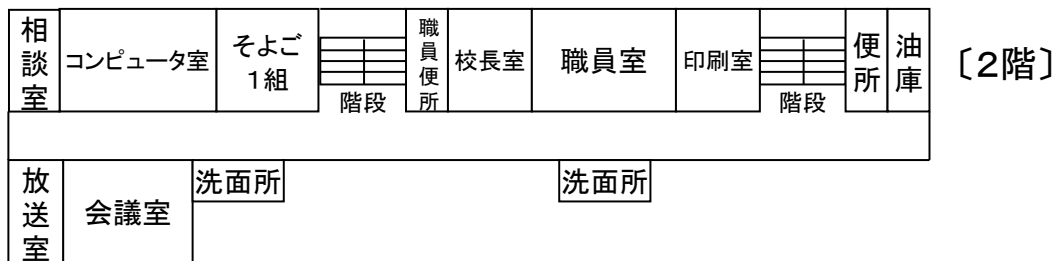 相談室
コンピュータ室
そよご
1組
階段
職員便所
校長室
職員室
印刷室
階段
便所
油庫
〔2階〕
放送室
会議室
洗面所
洗面所